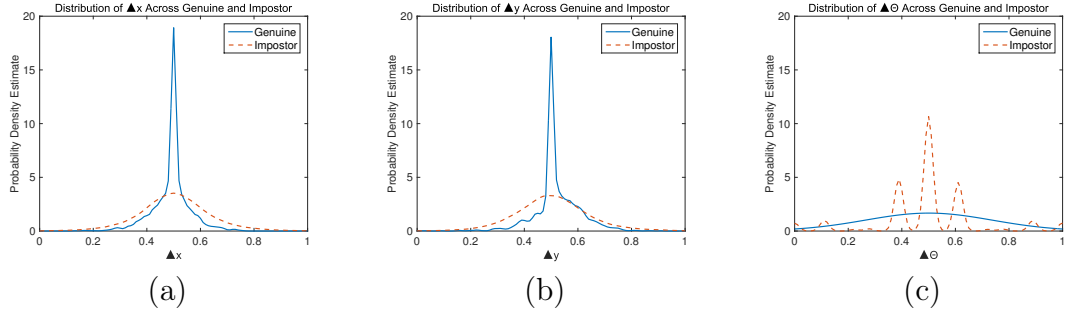 Distribution of ▲x Across Genuine and Impostor
Probability Density Estimate
20
15
10
5
0
0
0.2
0.4
0.6
0.8
1
Genuine
Impostor
▲x
(a)
Distribution of ▲y Across Genuine and Impostor
Probability Density Estimate
20
15
10
5
0
0
0.2
0.4
0.6
0.8
1
Genuine
Impostor
▲y
(b)
Distribution of ▲Θ Across Genuine and Impostor
Probability Density Estimate
20
15
10
5
0
0
0.2
0.4
0.6
0.8
1
Genuine
Impostor
▲Θ
(c)